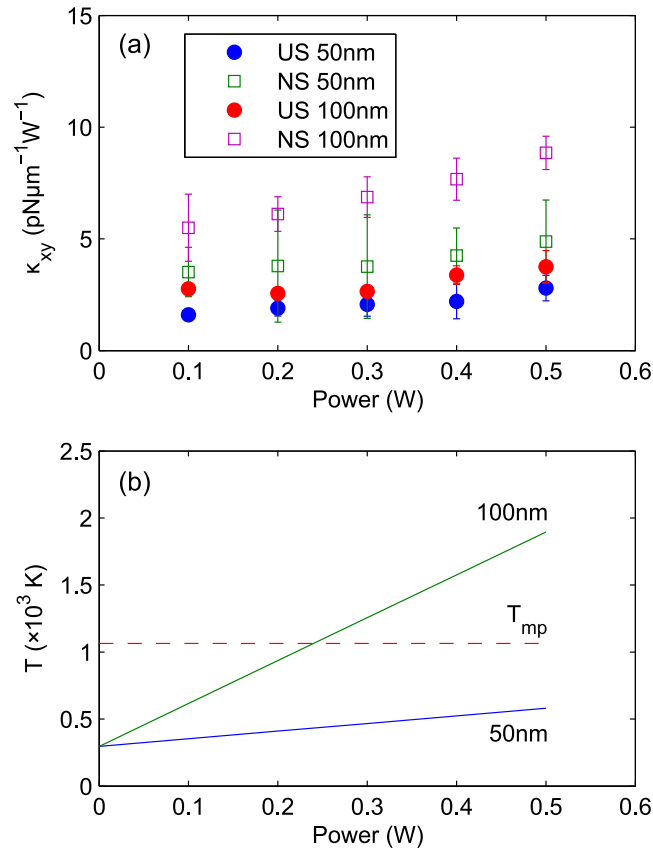 (a)
US 50nm
NS 50nm
US 100nm
NS 100nm
15
10
5
0
κxy (pNμm⁻¹W⁻¹)
0 0.1 0.2 0.3 0.4 0.5 0.6
Power (W)
(b)
2.5
2
1.5
1
0.5
0
T (×10³ K)
100nm
Tmp
50nm
0 0.1 0.2 0.3 0.4 0.5 0.6
Power (W)